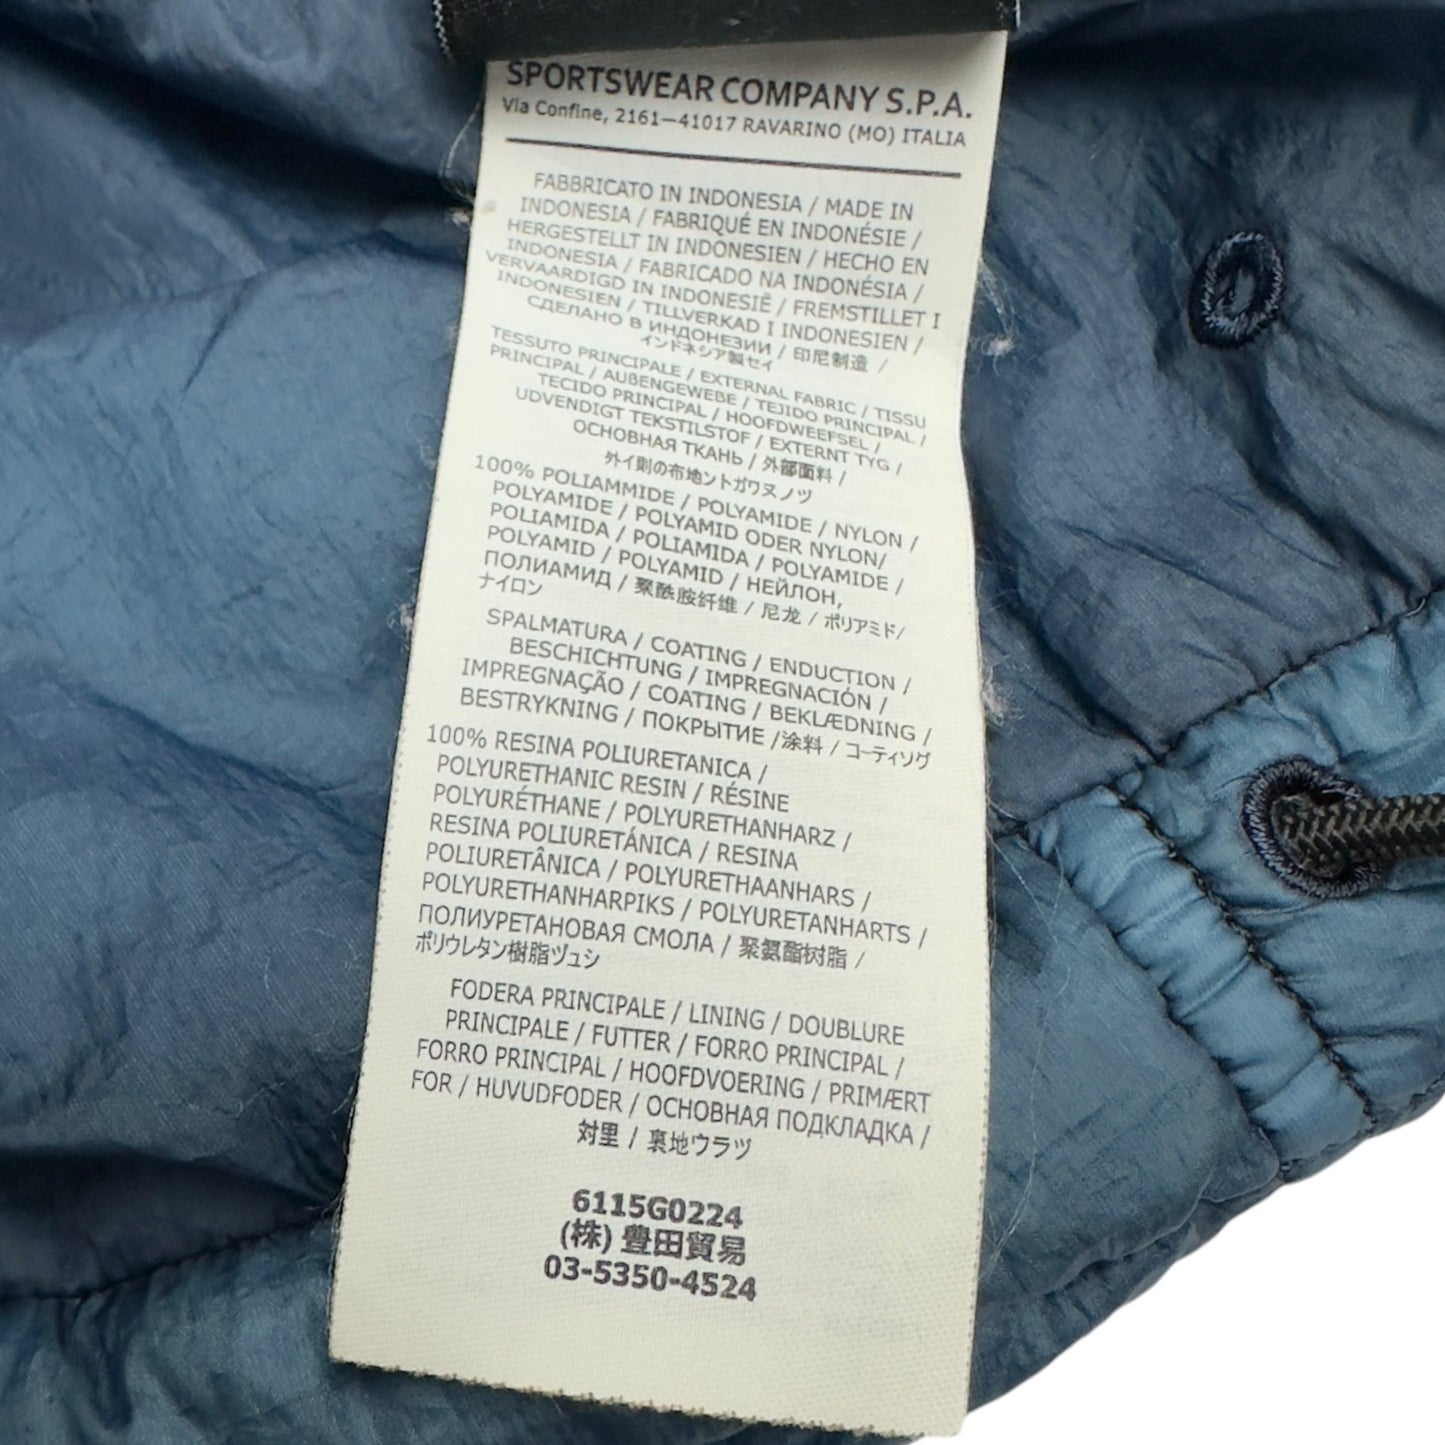 SPORTSWEAR COMPANY S.P.A.
Via Confine, 2161—41017 RAVARINO (MO) ITALIA
FABBRICATO IN INDONESIA / MADE IN
INDONESIA / FABRIQUÉ EN INDONÉSIE /
HERGESTELLT IN INDONESIEN / HECHO EN
INDONESIA / FABRICADO NA INDONÉSIA /
VERVAARDIGD IN INDONESIË / FREMSTILLET I
INDONESIEN / TILLVERKAD I INDONESIEN /
СДЕЛАНО В ИНДОНЕЗИИ / 印尼制造 /
インドネシア製セイ
TESSUTO PRINCIPALE / EXTERNAL FABRIC / TISSU
PRINCIPAL / AUßENGEWEBE / TEJIDO PRINCIPAL /
TECIDO PRINCIPAL / HOOFDWEEFSEL /
UDVENDIGT TEKSTILSTOF / EXTERNT TYG /
ОСНОВНАЯ ТКАНЬ / 外部面料 /
外イ則の布地ントガワヌノツ
100% POLIAMMIDE / POLYAMIDE / NYLON /
POLYAMIDE / POLYAMID ODER NYLON/
POLIAMIDA / POLIAMIDA / POLYAMIDE /
POLYAMID / POLYAMID / НЕЙЛОН,
ПОЛИАМИД / 聚酰胺纤维 / 尼龙 / ポリアミド/
ナイロン
SPALMATURA / COATING / ENDUCTION /
BESCHICHTUNG / IMPREGNACIÓN /
IMPREGNAÇÃO / COATING / BEKLÆDNING /
BESTRYKNING / ПОКРЫТИЕ /涂料 / コーティソグ
100% RESINA POLIURETANICA /
POLYURETHANIC RESIN / RÉSINE
POLYURÉTHANE / POLYURETHANHARZ /
RESINA POLIURETÁNICA / RESINA
POLIURETÂNICA / POLYURETHAANHARS /
POLYURETHANHARPIKS / POLYURETANHARTS /
ПОЛИУРЕТАНОВАЯ СМОЛА / 聚氨酯树脂 /
ポリウレタン樹脂ヅュシ
FODERA PRINCIPALE / LINING / DOUBLURE
PRINCIPALE / FUTTER / FORRO PRINCIPAL /
FORRO PRINCIPAL / HOOFDVOERING / PRIMÆRT
FOR / HUVUDFODER / ОСНОВНАЯ ПОДКЛАДКА /
対里 / 裏地ウラヅ
6115G0224
(株) 豊田貿易
03-5350-4524